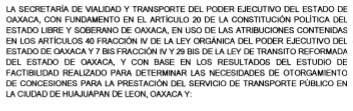 LA SECRETARÍA DE VIALIDAD Y TRANSPORTE DEL PODER EJECUTIVO DEL ESTADO DE
OAXACA, CON FUNDAMENTO EN EL ARTÍCULO 20 DE LA CONSTITUCIÓN POLÍTICA DEL
ESTADO LIBRE Y SOBERANO DE OAXACA, EN USO DE LAS ATRIBUCIONES CONTENIDAS
EN LOS ARTÍCULOS 40 FRACCIÓN IV DE LA LEY ORGÁNICA DEL PODER EJECUTIVO DEL
ESTADO DE OAXACA Y 7 BIS FRACCIÓN IV Y 29 BIS DE LA LEY DE TRANSITO REFORMADA
DEL ESTADO DE OAXACA, Y CON BASE EN LOS RESULTADOS DEL ESTUDIO DE
FACTIBILIDAD REALIZADO PARA DETERMINAR LAS NECESIDADES DE OTORGAMIENTO
DE CONCESIONES PARA LA PRESTACIÓN DEL SERVICIO DE TRANSPORTE PÚBLICO EN
LA CIUDAD DE HUAJUAPAN DE LEON, OAXACA Y: